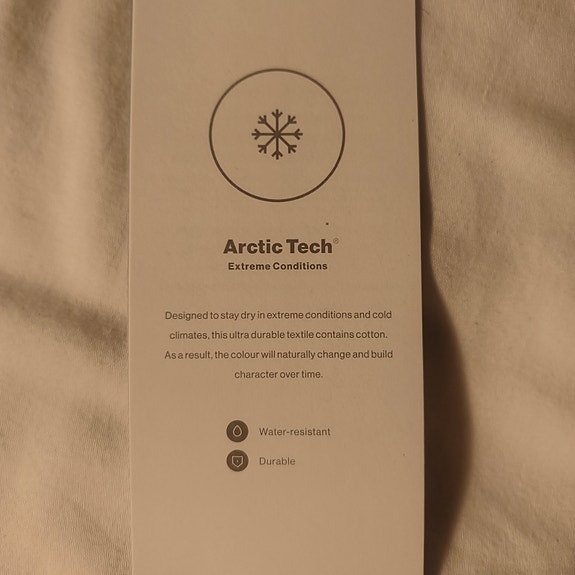 Arctic Tech®
Extreme Conditions
Designed to stay dry in extreme conditions and cold
climates, this ultra durable textile contains cotton.
As a result, the colour will naturally change and build
character over time.
Water-resistant
Durable